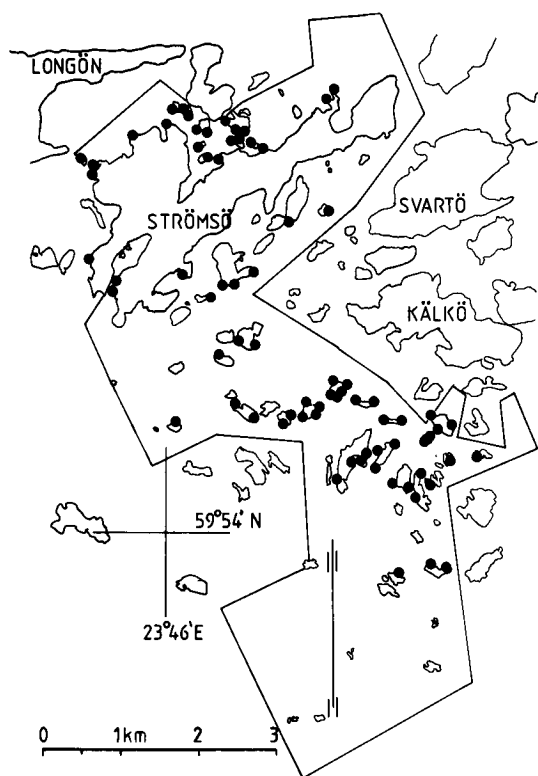 LONGÖN
STRÖMSÖ
SVARTÖ
KÄLKÖ
59°54' N
23°46'E
0 1km 2 3